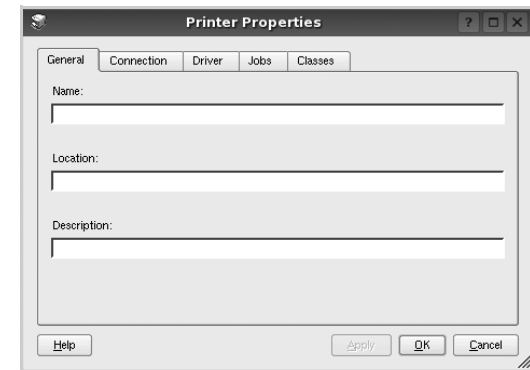 Printer Properties
General Connection Driver Jobs Classes
Name:
Location:
Description:
Help Apply OK Cancel